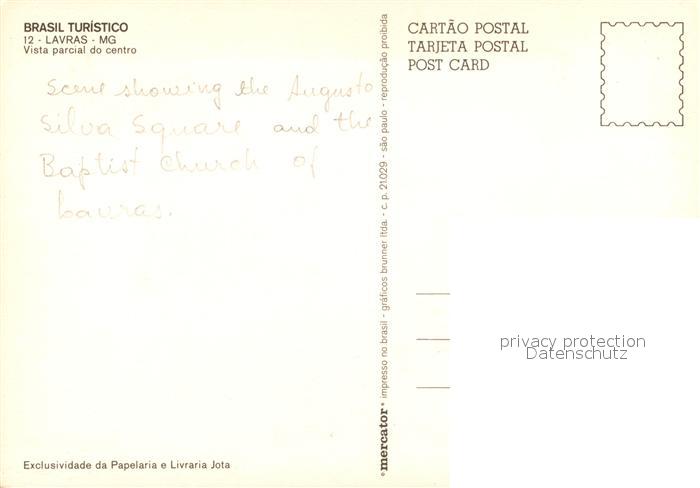 BRASIL TURÍSTICO
12 - LAVRAS - MG
Vista parcial do centro
Scene showing the Augusto
Silva Square and the
Baptist Church of
Lavras.
Exclusividade da Papelaria e Livraria Jota
mercator impresso no brasil - gráficos brunner ltda. - c. p. 21.029 - são paulo - reprodução proibida
CARTÃO POSTAL
TARJETA POSTAL
POST CARD
privacy protection
Datenschutz